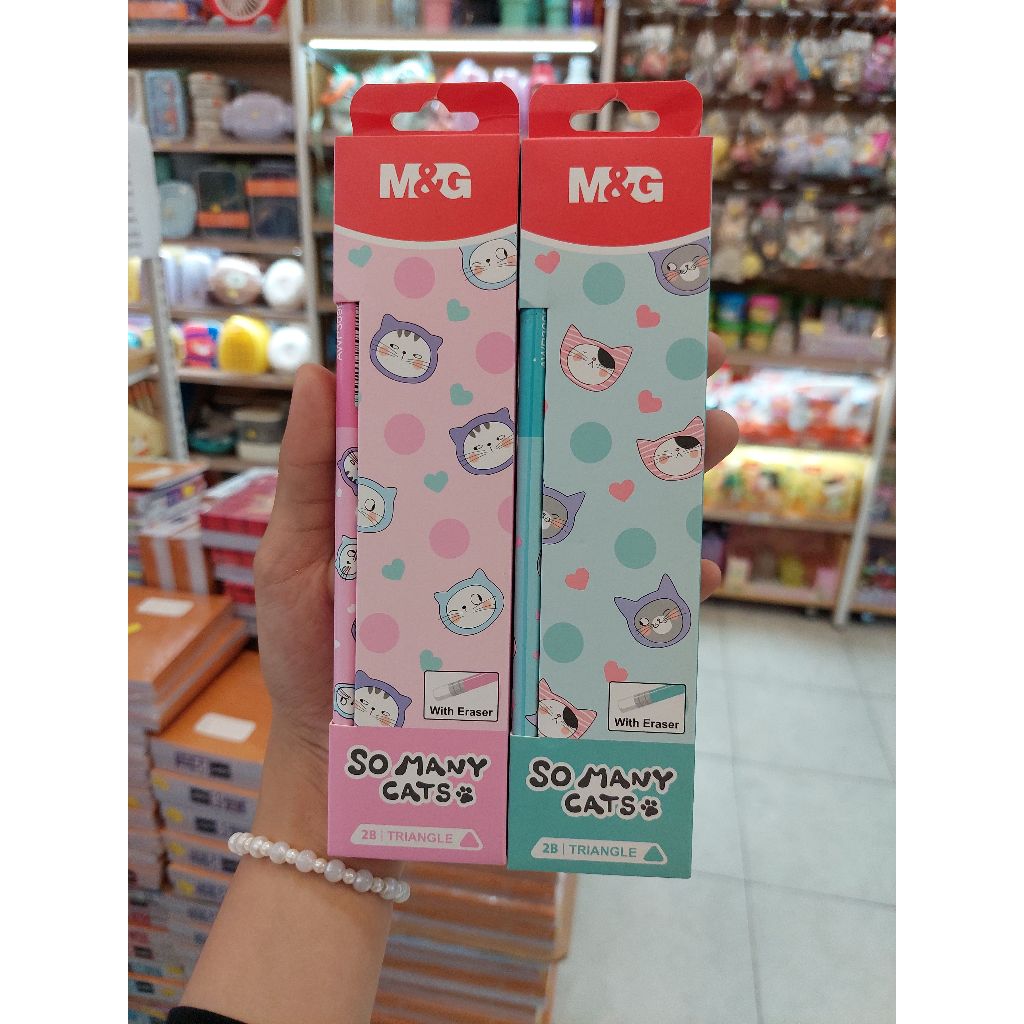 M&G
With Eraser
SO MANY
CATS
2B | TRIANGLE
M&G
With Eraser
SO MANY
CATS
2B | TRIANGLE